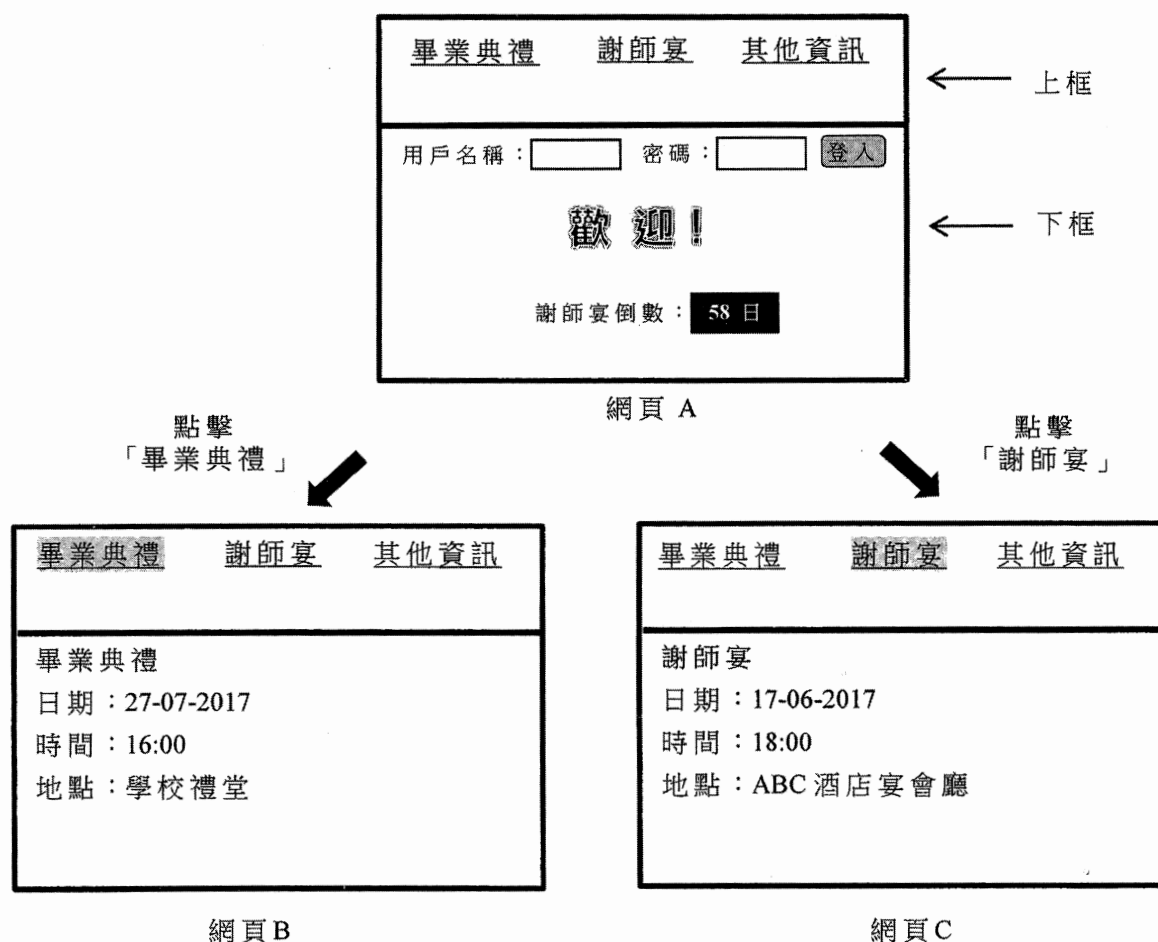 畢業典禮 謝師宴 其他資訊
上框
用戶名稱： 密碼： 登入
歡迎！
下框
謝師宴倒數： 58 日
網頁 A
點擊
「畢業典禮」
點擊
「謝師宴」
畢業典禮 謝師宴 其他資訊
畢業典禮
日期：27-07-2017
時間：16:00
地點：學校禮堂
網頁B
畢業典禮 謝師宴 其他資訊
謝師宴
日期：17-06-2017
時間：18:00
地點：ABC 酒店宴會廳
網頁C